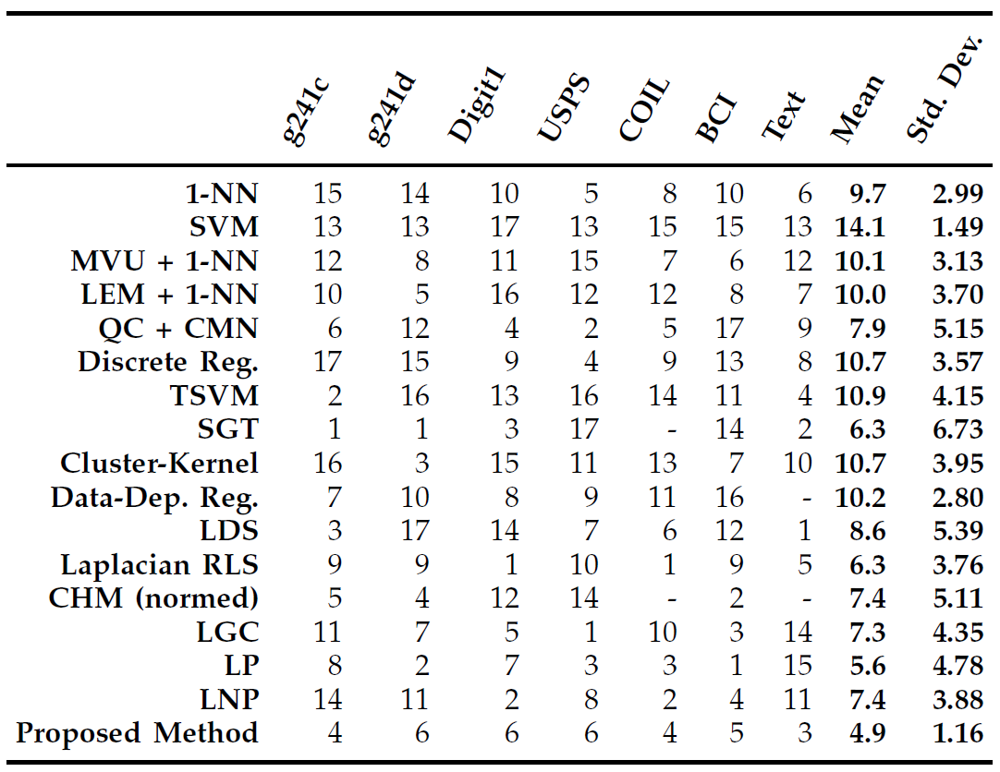 g241c g241d Digit1 USPS COIL BCI Text Mean Std. Dev.
1-NN 15 14 10 5 8 10 6 9.7 2.99
SVM 13 13 17 13 15 15 13 14.1 1.49
MVU + 1-NN 12 8 11 15 7 6 12 10.1 3.13
LEM + 1-NN 10 5 16 12 12 8 7 10.0 3.70
QC + CMN 6 12 4 2 5 17 9 7.9 5.15
Discrete Reg. 17 15 9 4 9 13 8 10.7 3.57
TSVM 2 16 13 16 14 11 4 10.9 4.15
SGT 1 1 3 17 - 14 2 6.3 6.73
Cluster-Kernel 16 3 15 11 13 7 10 10.7 3.95
Data-Dep. Reg. 7 10 8 9 11 16 - 10.2 2.80
LDS 3 17 14 7 6 12 1 8.6 5.39
Laplacian RLS 9 9 1 10 1 9 5 6.3 3.76
CHM (normed) 5 4 12 14 - 2 - 7.4 5.11
LGC 11 7 5 1 10 3 14 7.3 4.35
LP 8 2 7 3 3 1 15 5.6 4.78
LNP 14 11 2 8 2 4 11 7.4 3.88
Proposed Method 4 6 6 6 4 5 3 4.9 1.16